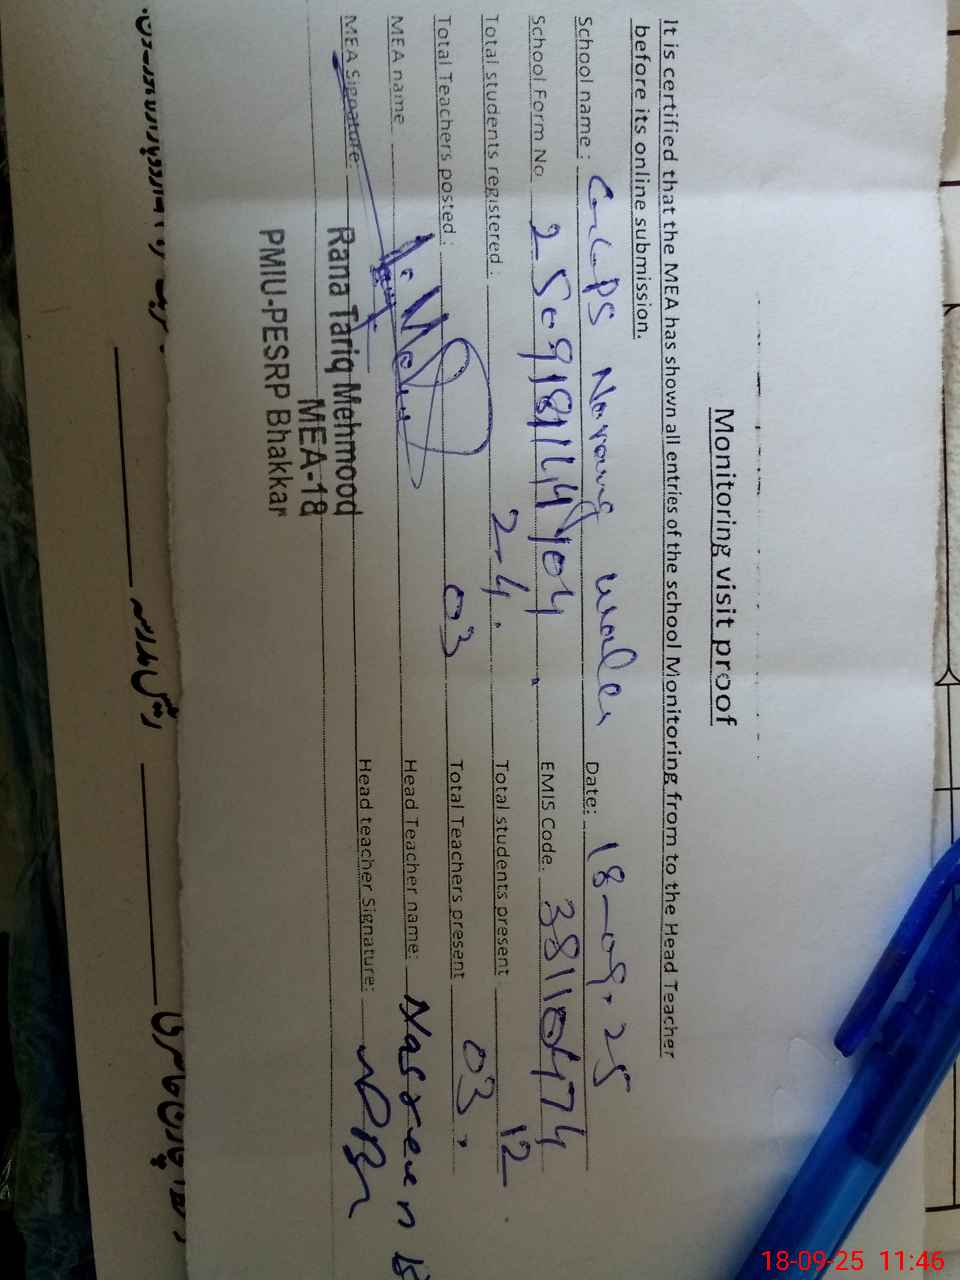 Monitoring visit proof
It is certified that the MEA has shown all entries of the school Monitoring from to the Head Teacher
before its online submission.
School name: GGPS Norang Date: 18-09-25
School Form No EMIS Code. 38110474
Total students registered: 24. Total students present 12
Total Teachers posted: 03 Total Teachers present 03.
MEA name Head Teacher name: Nasreen
MEA Signature: Head teacher Signature:
Rana Tariq Mehmood
MEA-18
PMIU-PESRP Bhakkar
18-09-25 11:46